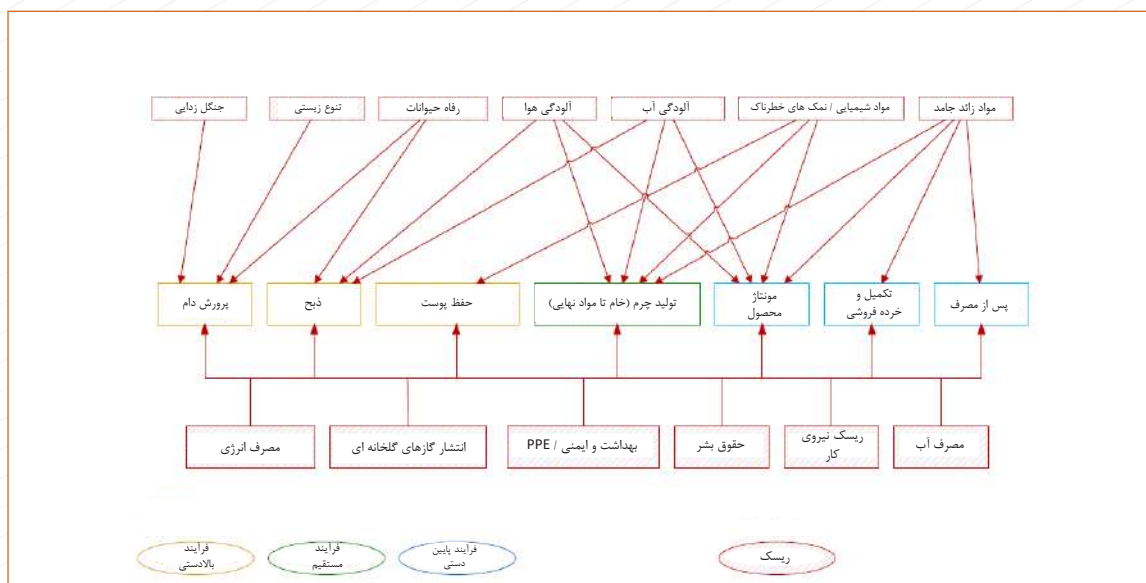 مواد زائد جامد
مواد شیمیایی / نمک های خطرناک
آلودگی آب
آلودگی هوا
رفاه حیوانات
تنوع زیستی
جنگل زدایی
پس از مصرف
تکمیل و
خرده فروشی
مونتاژ
محصول
تولید چرم (خام تا مواد نهایی)
حفظ پوست
ذبح
پرورش دام
مصرف آب
ریسک نیروی
کار
حقوق بشر
بهداشت و ایمنی / PPE
انتشار گازهای گلخانه ای
مصرف انرژی
ریسک
فرآیند پایین
دستی
فرآیند
مستقیم
فرآیند
بالادستی